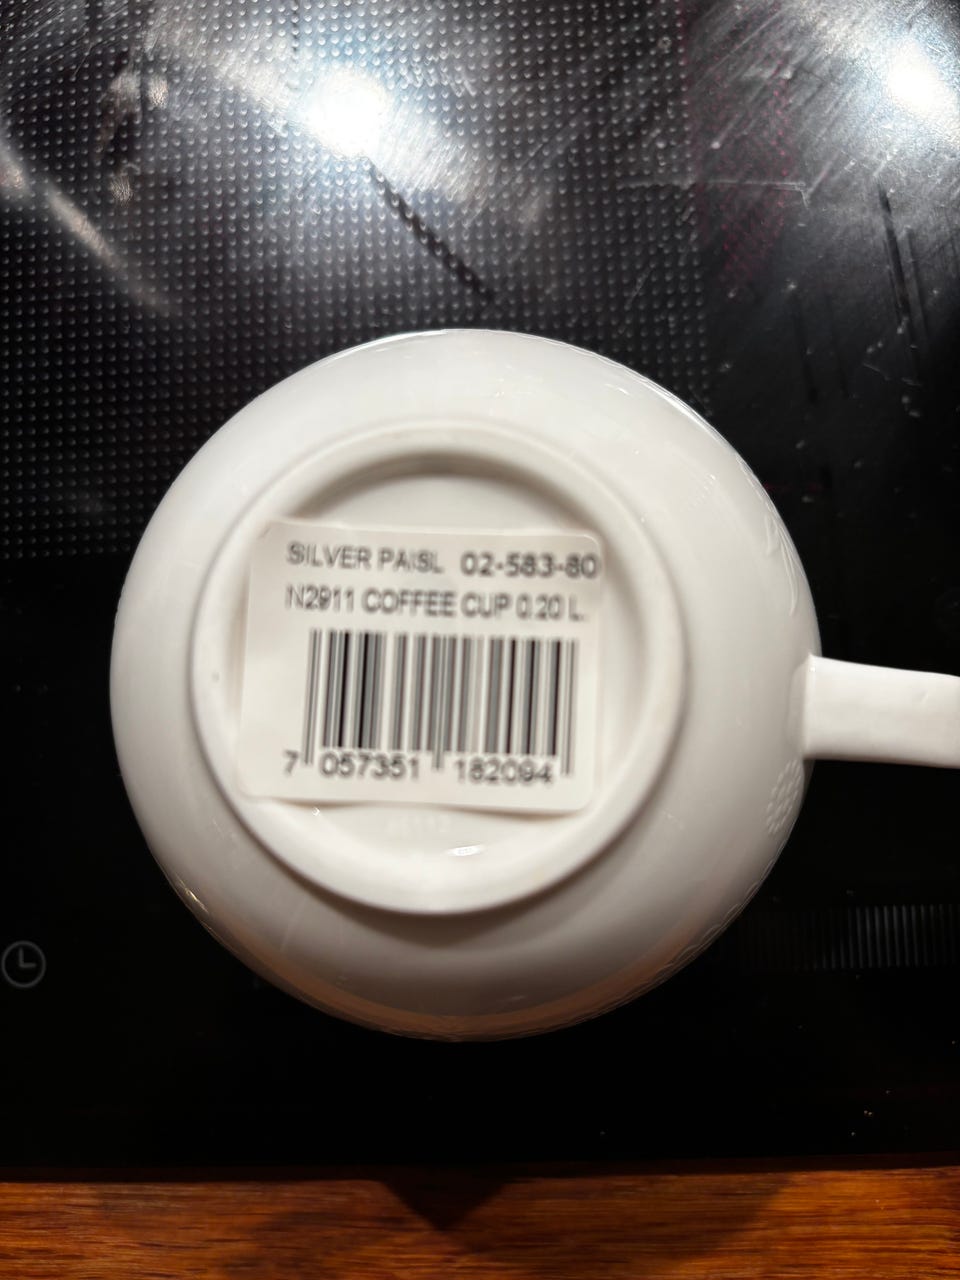 SILVER PAISL 02-583-80
N2911 COFFEE CUP 0.20 L.
7 057351 182094